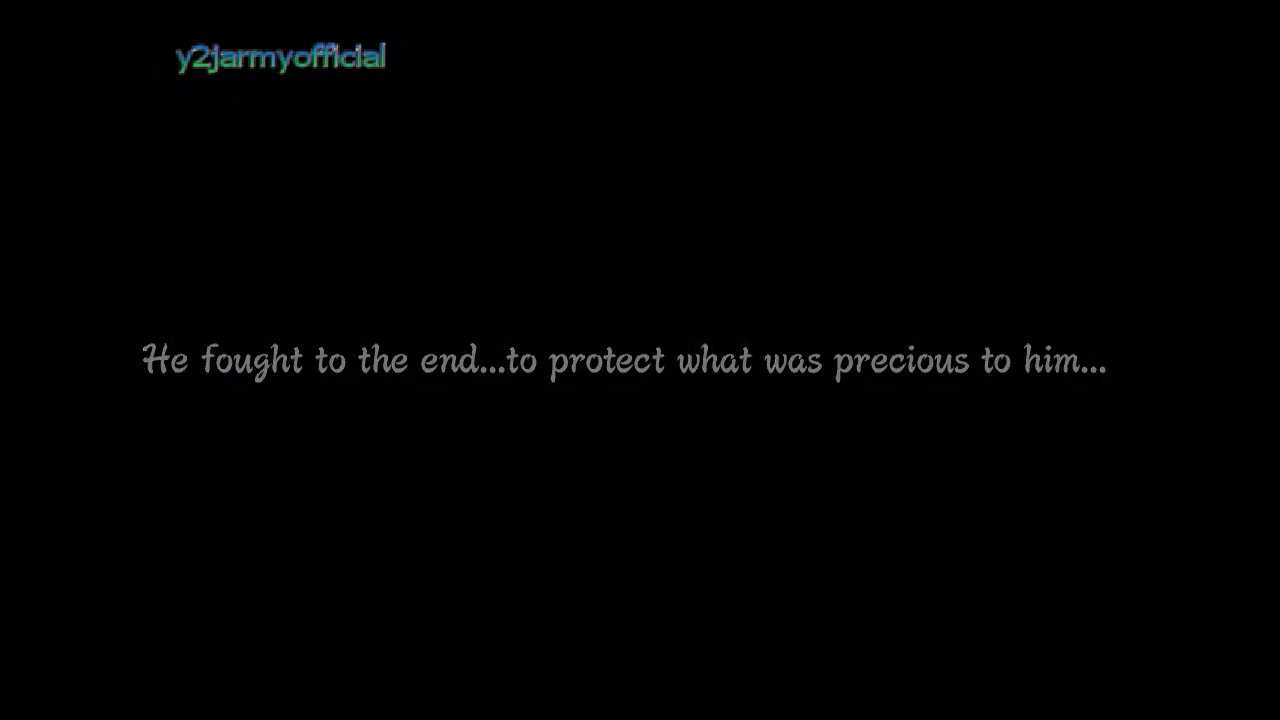 y2jarmyofficial
He fought to the end...to protect what was precious to him...